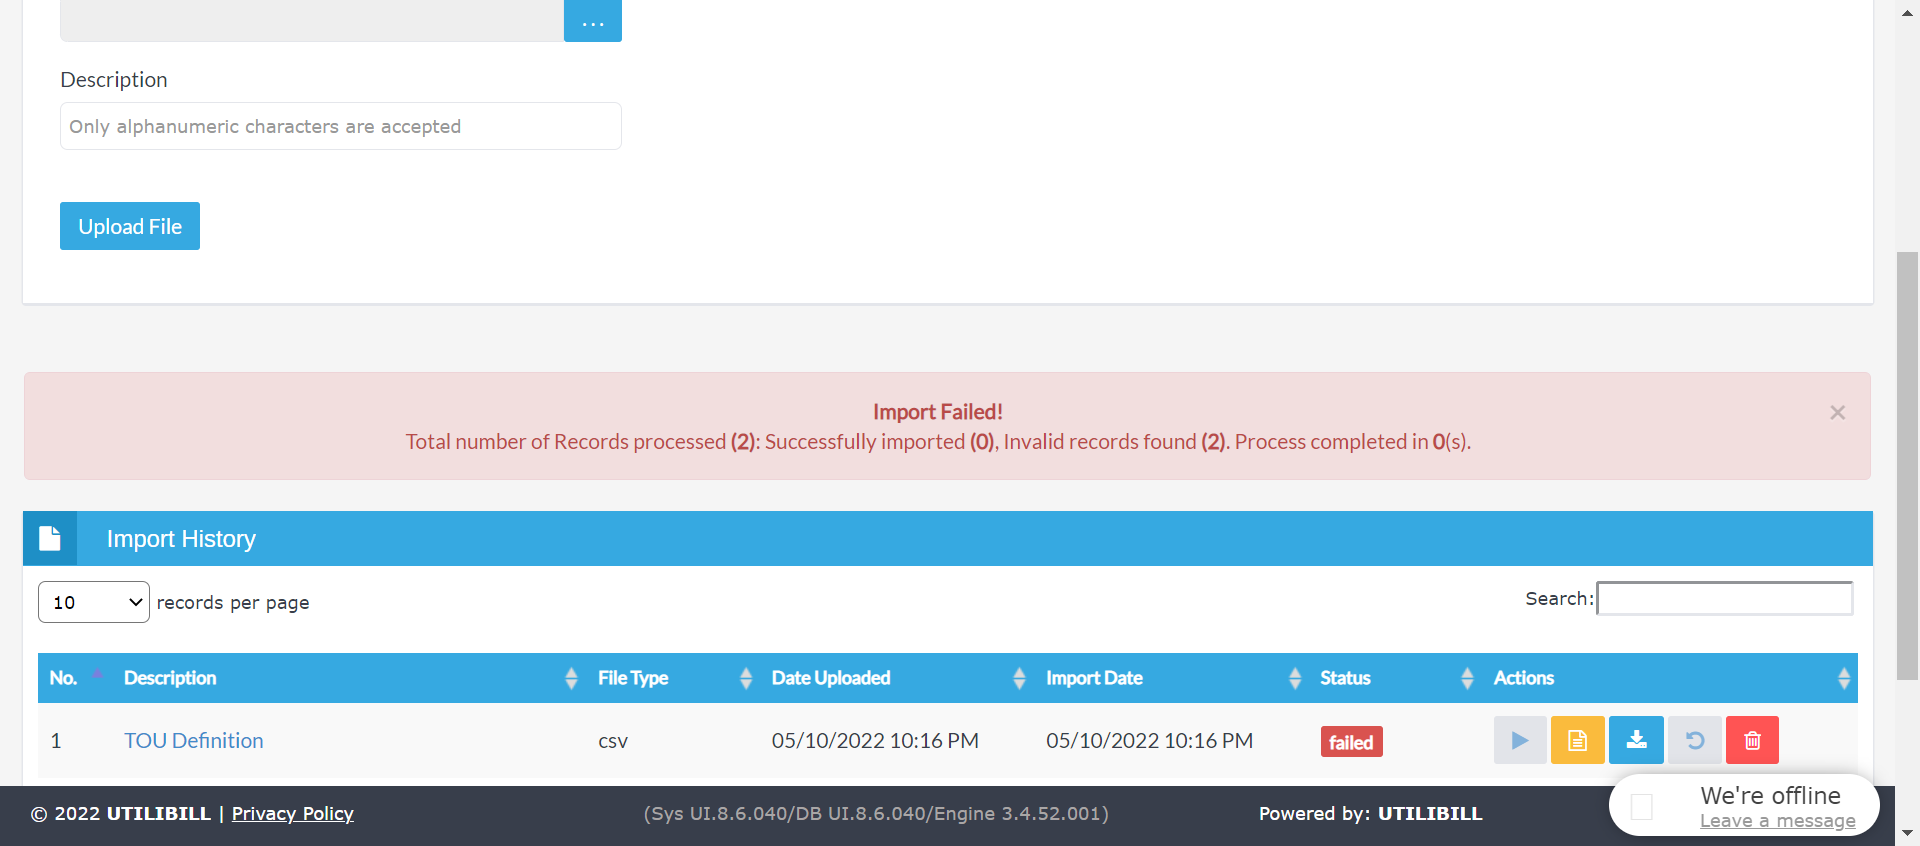 ...
Description
Only alphanumeric characters are accepted
Upload File
Import Failed!
Total number of Records processed (2): Successfully imported (0), Invalid records found (2). Process completed in 0(s).
Import History
10 records per page
Search:
No. Description File Type Date Uploaded Import Date Status Actions
1 TOU Definition csv 05/10/2022 10:16 PM 05/10/2022 10:16 PM failed
© 2022 UTILIBILL | Privacy Policy
(Sys UI.8.6.040/DB UI.8.6.040/Engine 3.4.52.001)
Powered by: UTILIBILL
We're offline
Leave a message